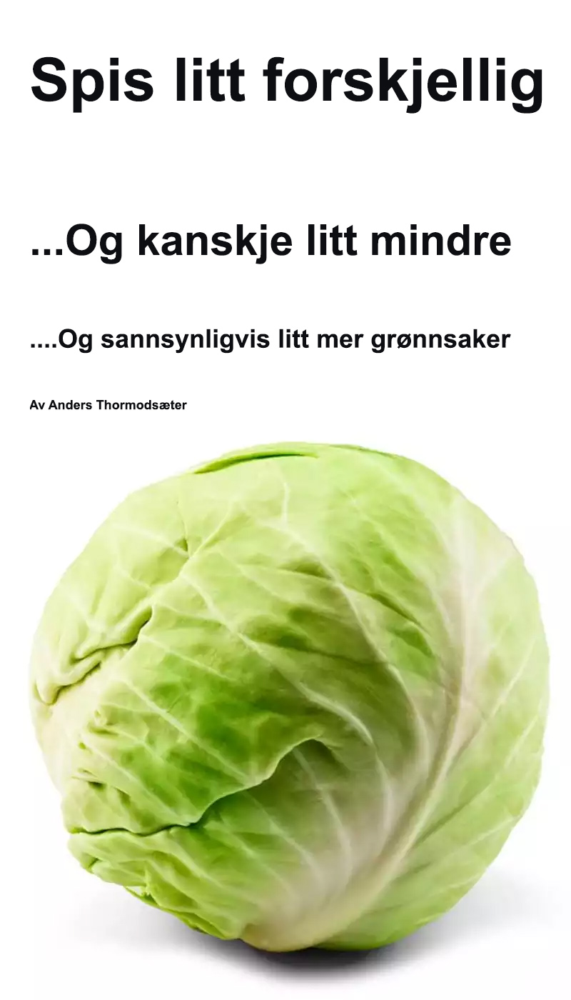 Spis litt forskjellig
...Og kanskje litt mindre
....Og sannsynligvis litt mer grønnsaker
Av Anders Thormodsæter